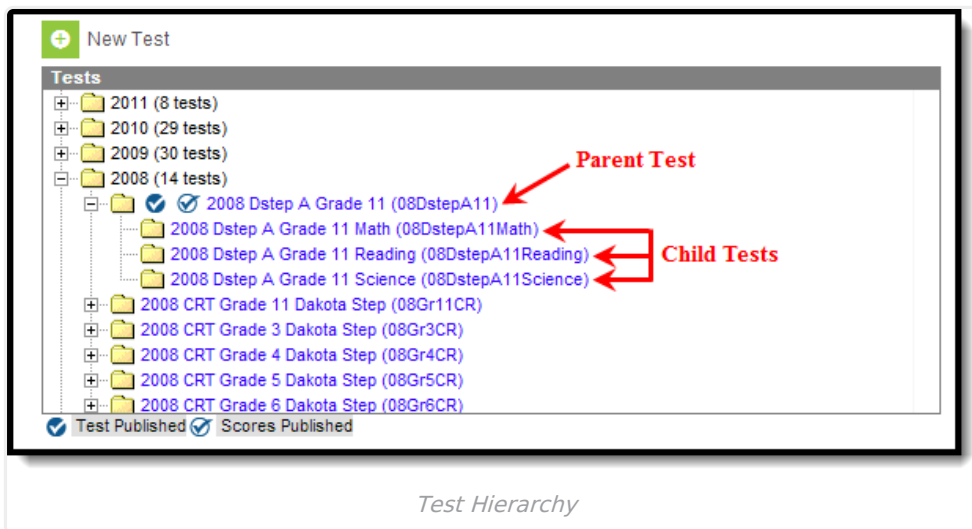 New Test
Tests
2011 (8 tests)
2010 (29 tests)
2009 (30 tests)
Parent Test
2008 (14 tests)
2008 Dstep A Grade 11 (08DstepA11)
2008 Dstep A Grade 11 Math (08DstepA11Math)
2008 Dstep A Grade 11 Reading (08DstepA11Reading)
Child Tests
2008 Dstep A Grade 11 Science (08DstepA11Science)
2008 CRT Grade 11 Dakota Step (08Gr11CR)
2008 CRT Grade 3 Dakota Step (08Gr3CR)
2008 CRT Grade 4 Dakota Step (08Gr4CR)
2008 CRT Grade 5 Dakota Step (08Gr5CR)
2008 CRT Grade 6 Dakota Step (08Gr6CR)
Test Published Scores Published
Test Hierarchy